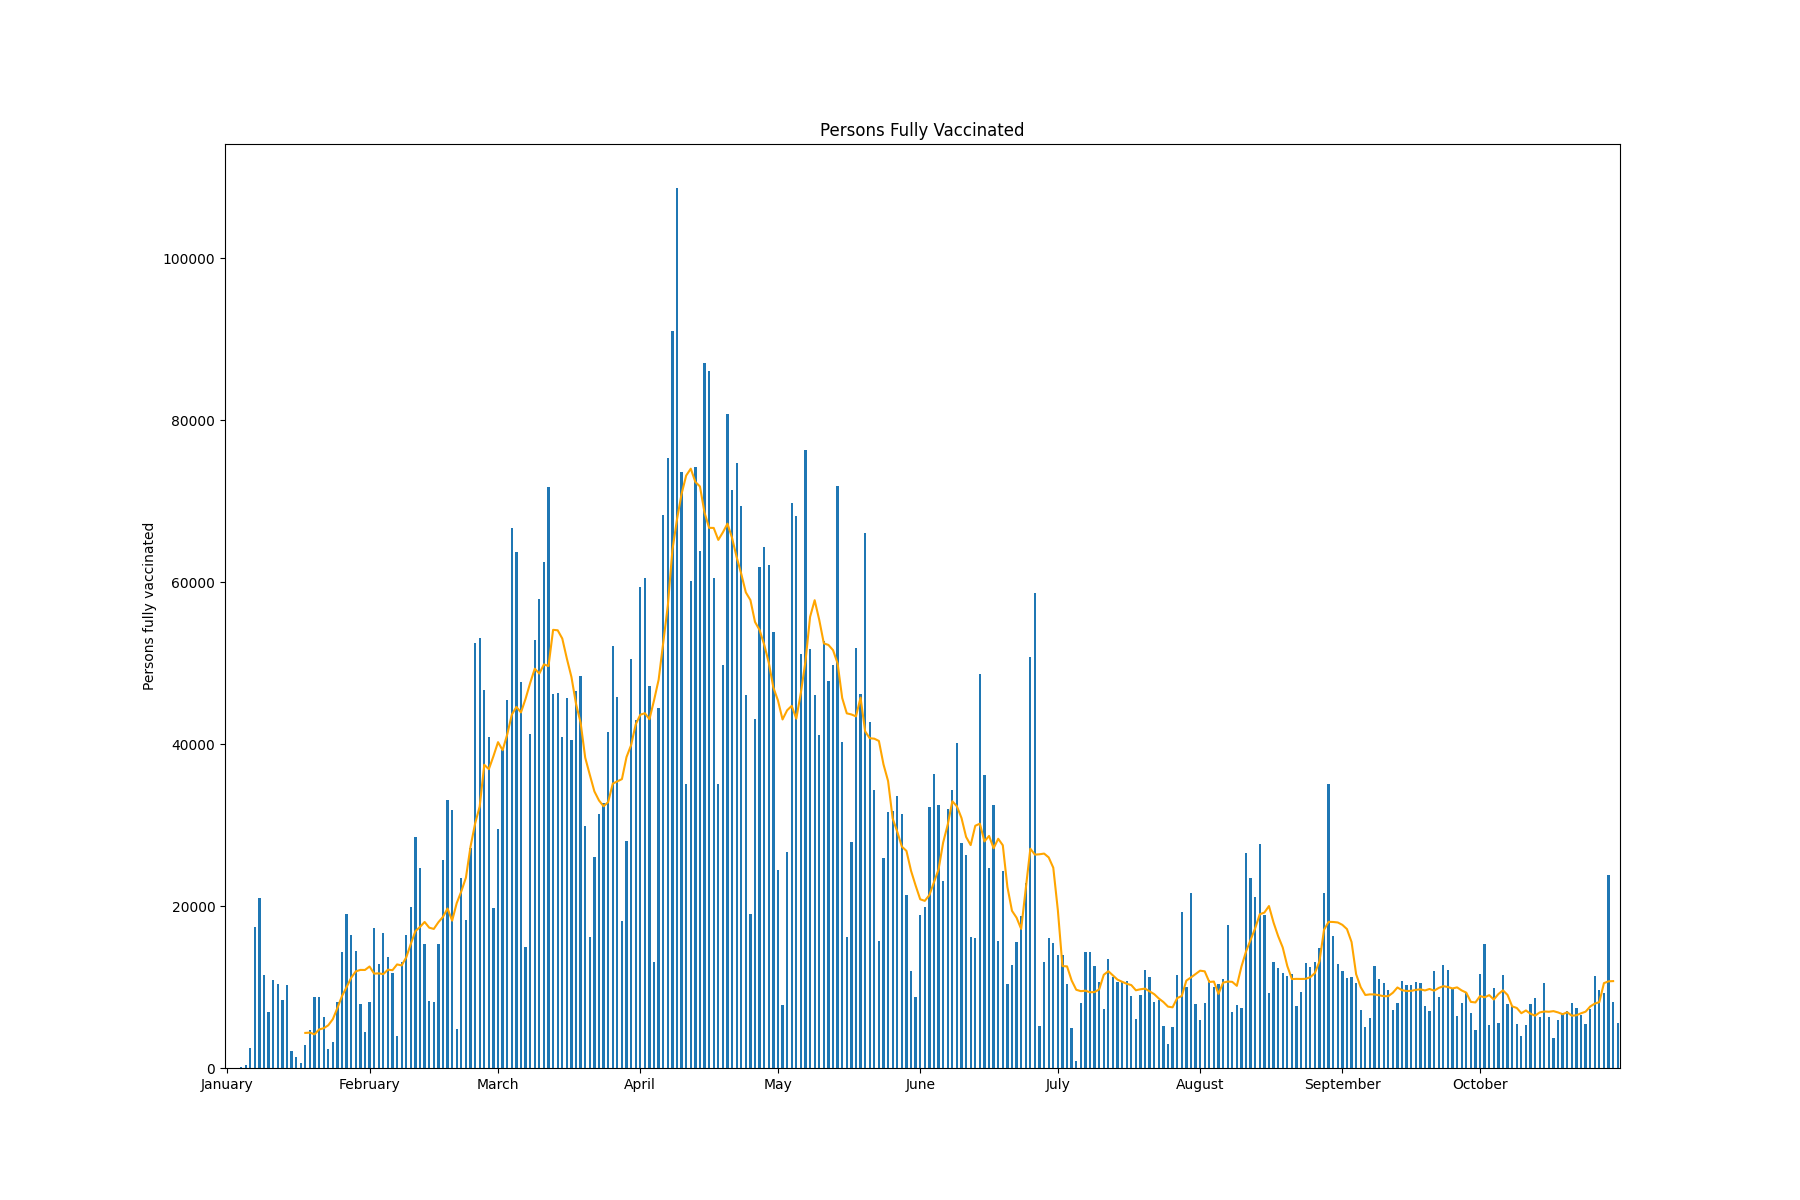 Persons Fully Vaccinated
Persons fully vaccinated
100000
80000
60000
40000
20000
0
January February March April May June July August September October